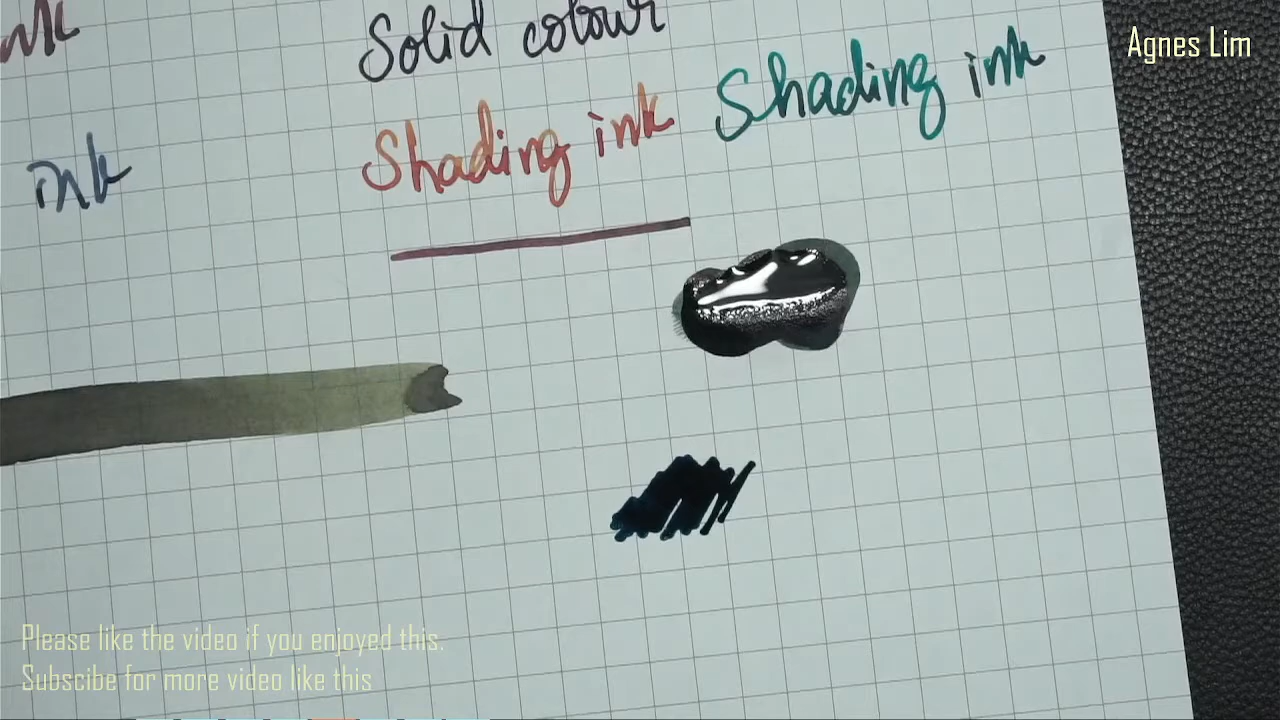 ink
Solid colour
Shading ink
Agnes Lim
ink
Shading ink
Please like the video if you enjoyed this.
Subscibe for more video like this